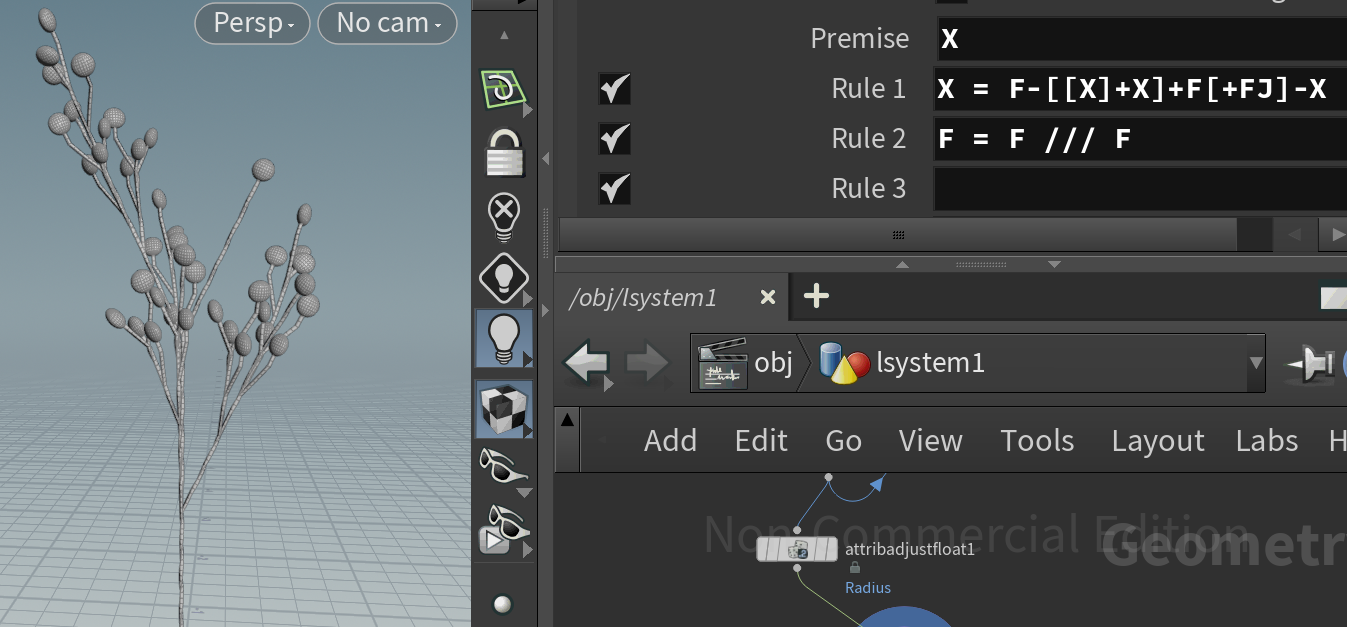 Persp
No cam
Premise X
Rule 1 X = F-[[X]+X]+F[+FJ]-X
Rule 2 F = F /// F
Rule 3
/obj/lsystem1
obj lsystem1
Add Edit Go View Tools Layout Labs H
Non-Commercial Edition
Geometr
attribadjustfloat1
Radius